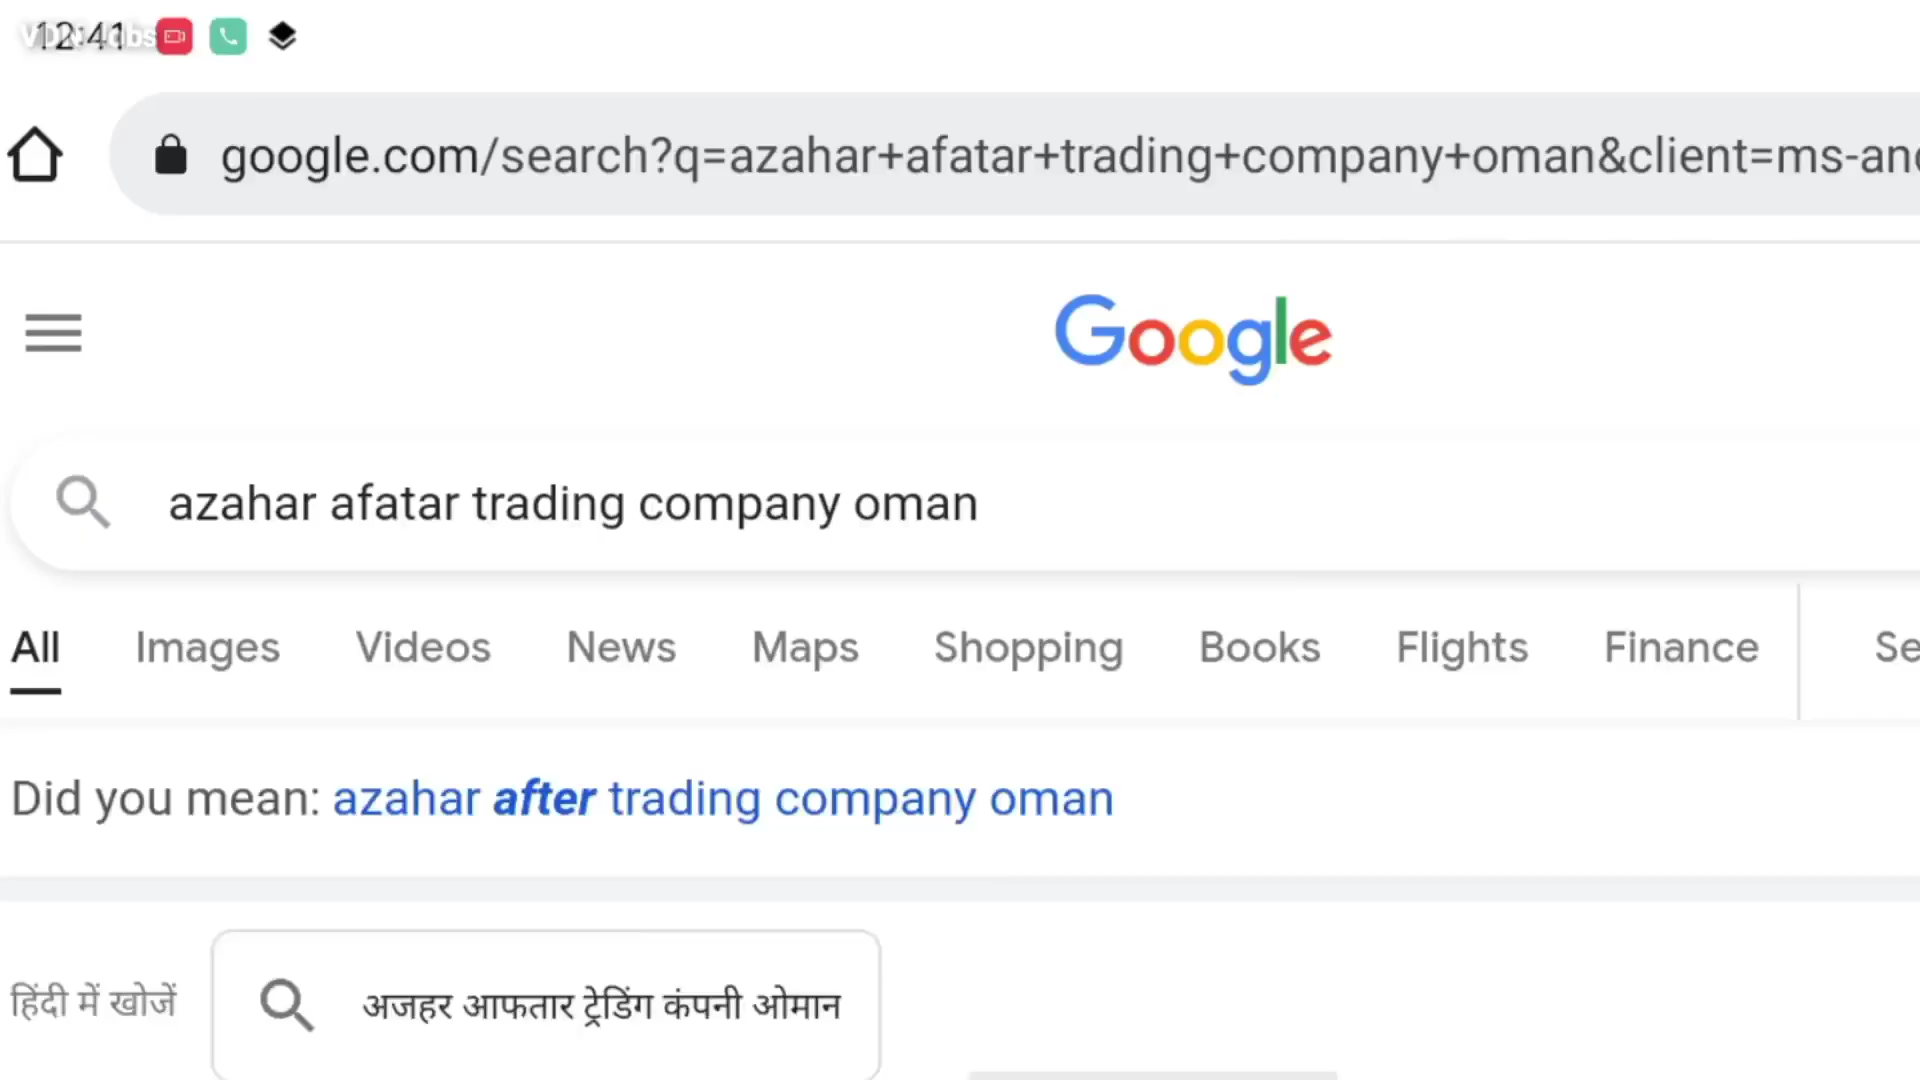 12:41
google.com/search?q=azahar+afatar+trading+company+oman&client=ms-and
Google
azahar afatar trading company oman
All Images Videos News Maps Shopping Books Flights Finance Se
Did you mean: azahar after trading company oman
हिंदी में खोजें
अजहर आफतार ट्रेडिंग कंपनी ओमान